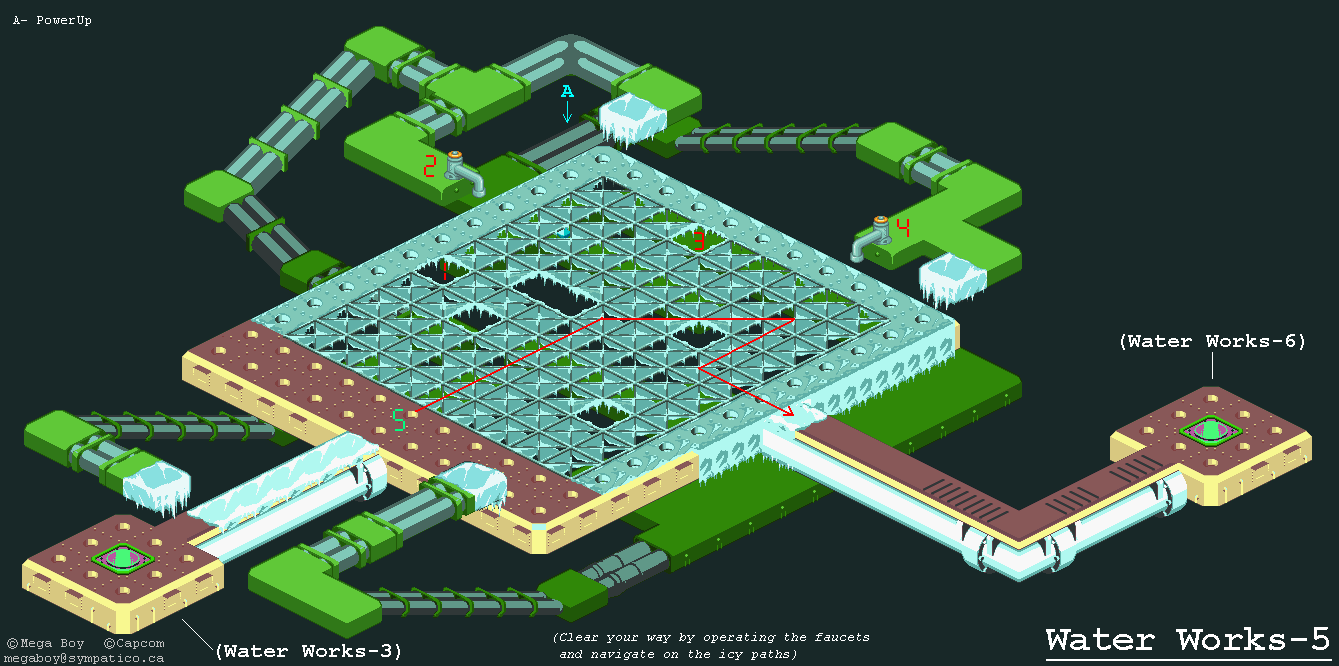 A- PowerUp
A
2
4
3
1
(Water Works-6)
5
(Clear your way by operating the faucets
and navigate on the icy paths)
Water Works-5
©Mega Boy ©Capcom
megaboy@sympatico.ca
(Water Works-3)